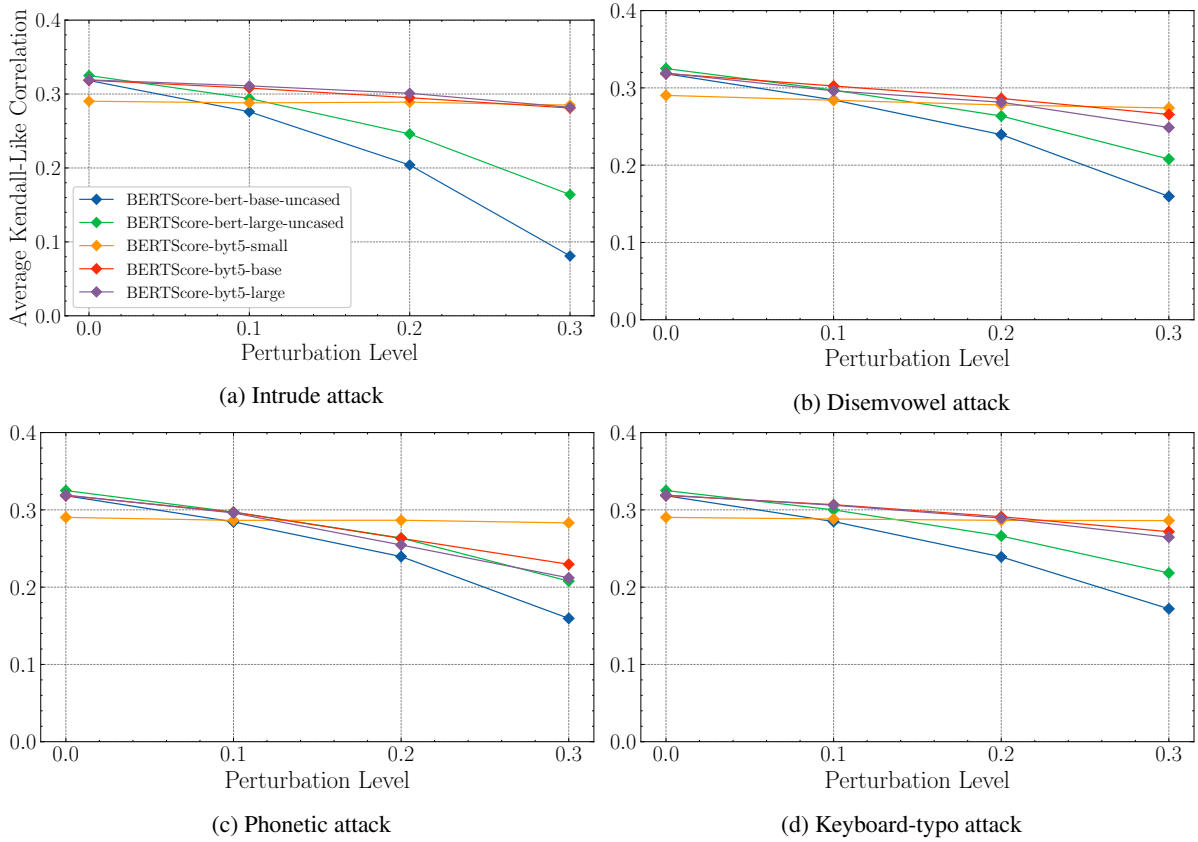 0.4
0.3
0.2
0.1
0.0
Average Kendall-Like Correlation
BERTScore-bert-base-uncased
BERTScore-bert-large-uncased
BERTScore-byt5-small
BERTScore-byt5-base
BERTScore-byt5-large
0.0 0.1 0.2 0.3
Perturbation Level
(a) Intrude attack
0.4
0.3
0.2
0.1
0.0
0.0 0.1 0.2 0.3
Perturbation Level
(b) Disemvowel attack
0.4
0.3
0.2
0.1
0.0
0.0 0.1 0.2 0.3
Perturbation Level
(c) Phonetic attack
0.4
0.3
0.2
0.1
0.0
0.0 0.1 0.2 0.3
Perturbation Level
(d) Keyboard-typo attack